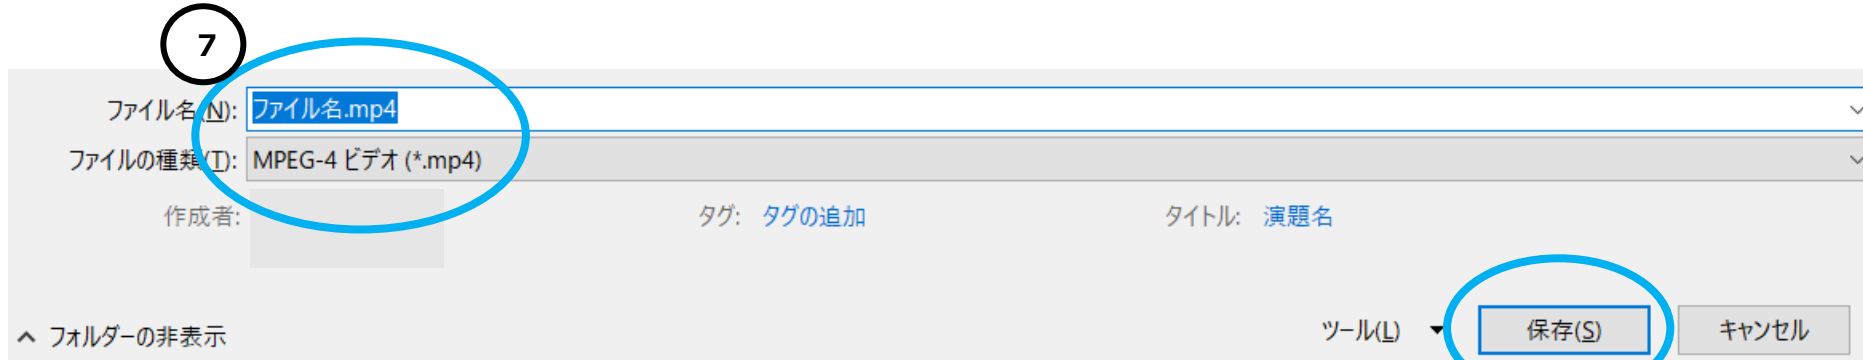 7
ファイル名(N): ファイル名.mp4
ファイルの種類(T): MPEG-4 ビデオ (*.mp4)
作成者: タグ: タグの追加 タイトル: 演題名
フォルダーの非表示 ツール(L) 保存(S) キャンセル